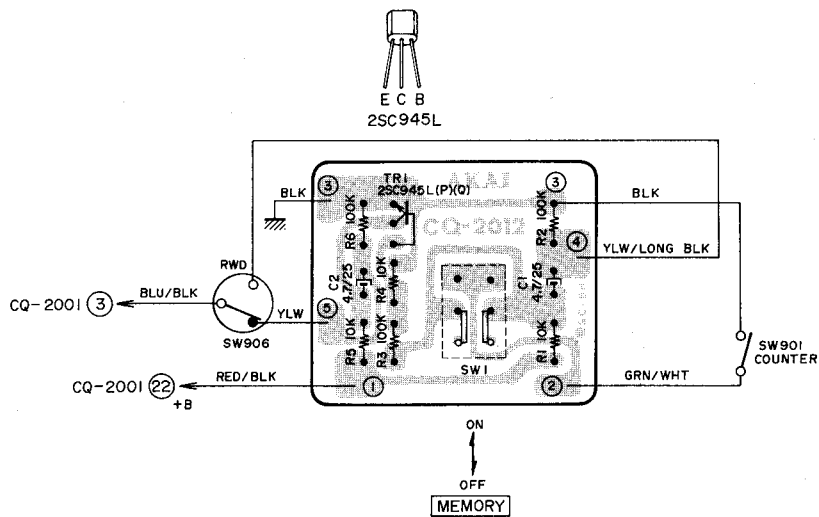 E C B
2SC945L
AKAI
CQ-2012
3
TR1
2SC945L(P)(Q)
3
BLK
BLK
R6 100K
R2 100K
4
YLW/LONG BLK
RWD
C2 4.7/25
R4 10K
C1 4.7/25
CQ-2001 3
BLU/BLK
5
YLW
SW906
R5 10K
R3 100K
R1 10K
SW1
SW901
COUNTER
CQ-2001 22
+B
RED/BLK
1
2
GRN/WHT
ON
OFF
MEMORY